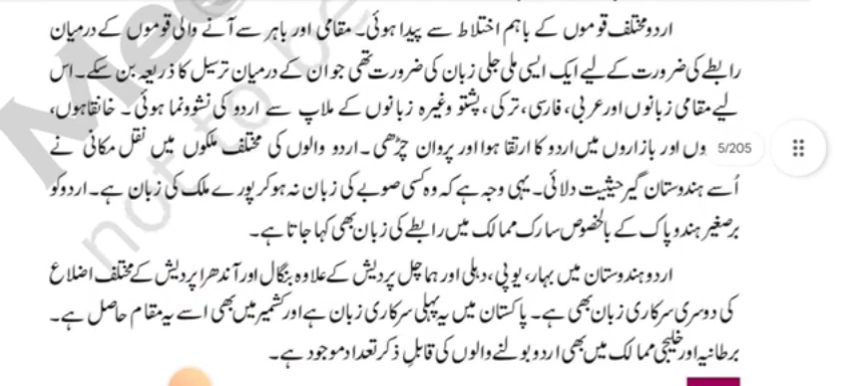 اردو مختلف قوموں کے باہم اختلاط سے پیدا ہوئی۔ مقامی اور باہر سے آنے والی قوموں کے درمیان
رابطے کی ضرورت کے لیے ایک ایسی ملی جلی زبان کی ضرورت تھی جو ان کے درمیان ترسیل کا ذریعہ بن سکے۔ اس
لیے مقامی زبانوں اور عربی، فارسی، ترکی، پشتو وغیرہ زبانوں کے ملاپ سے اردو کی نشوونما ہوئی۔ خانقاہوں،
وں اور بازاروں میں اردو کا ارتقا ہوا اور پروان چڑھی۔ اردو والوں کی مختلف ملکوں میں نقل مکانی نے 5/205
اُسے ہندوستان گیر حیثیت دلائی۔ یہی وجہ ہے کہ وہ کسی صوبے کی زبان نہ ہو کر پورے ملک کی زبان ہے۔ اردو کو
برصغیر ہندو پاک کے بالخصوص سارک ممالک میں رابطے کی زبان بھی کہا جاتا ہے۔
اردو ہندوستان میں بہار، یوپی، دہلی اور ہماچل پردیش کے علاوہ بنگال اور آندھرا پردیش کے مختلف اضلاع
کی دوسری سرکاری زبان بھی ہے۔ پاکستان میں یہ پہلی سرکاری زبان ہے اور کشمیر میں بھی اسے یہ مقام حاصل ہے۔
برطانیہ اور خلیجی ممالک میں بھی اردو بولنے والوں کی قابلِ ذکر تعداد موجود ہے۔
not to be